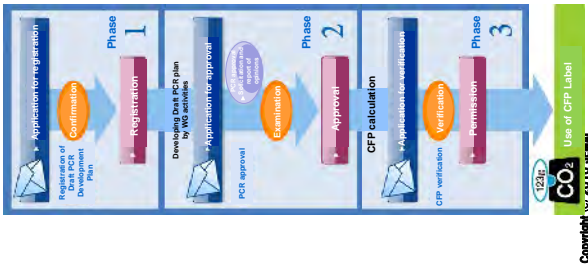 Phase 1
Application for registration
Confirmation
Registration
Registration of
Draft PCR
Development
Plan
Developing Draft PCR plan
by WG activities
Phase 2
Application for approval
opinions
Examination
Approval
PCR approval
CFP calculation
Phase 3
Application for verification
Verification
Permission
CFP verification
123g
CO2
Use of CFP Label
Copyright